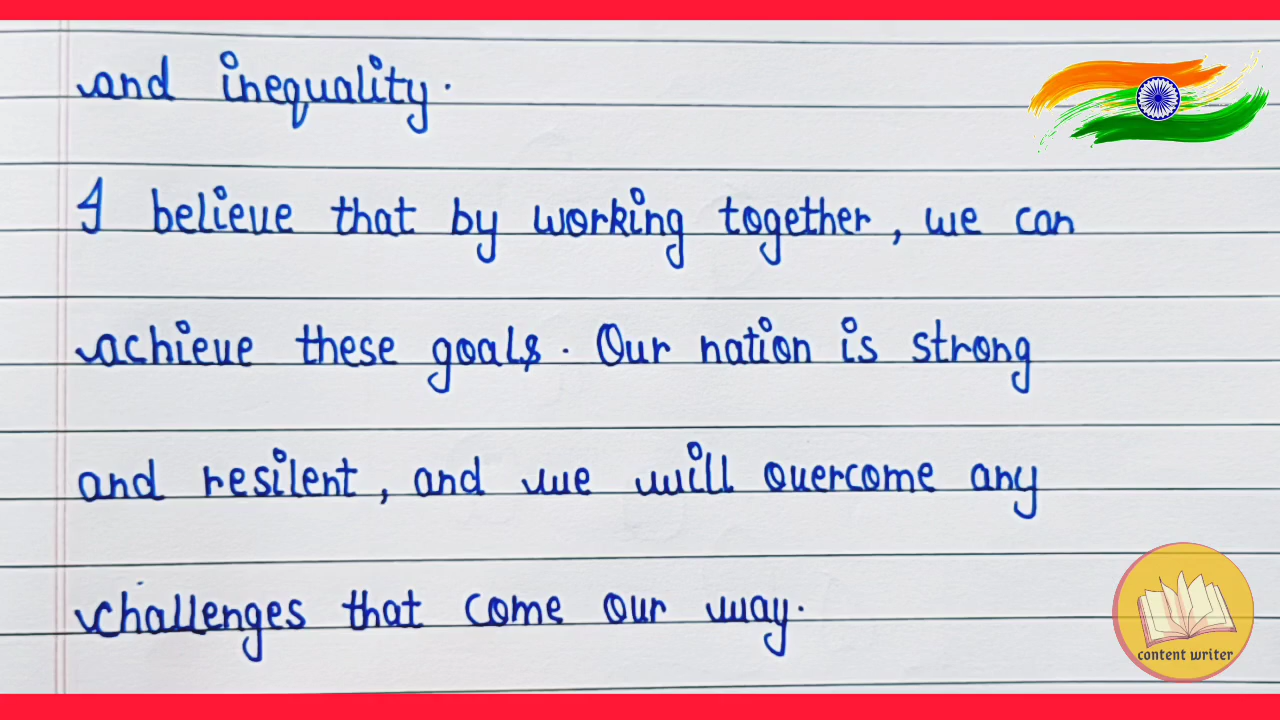 and inequality.
I believe that by working together, we can
achieve these goals. Our nation is strong
and resilent, and we will overcome any
challenges that come our way.
content writer